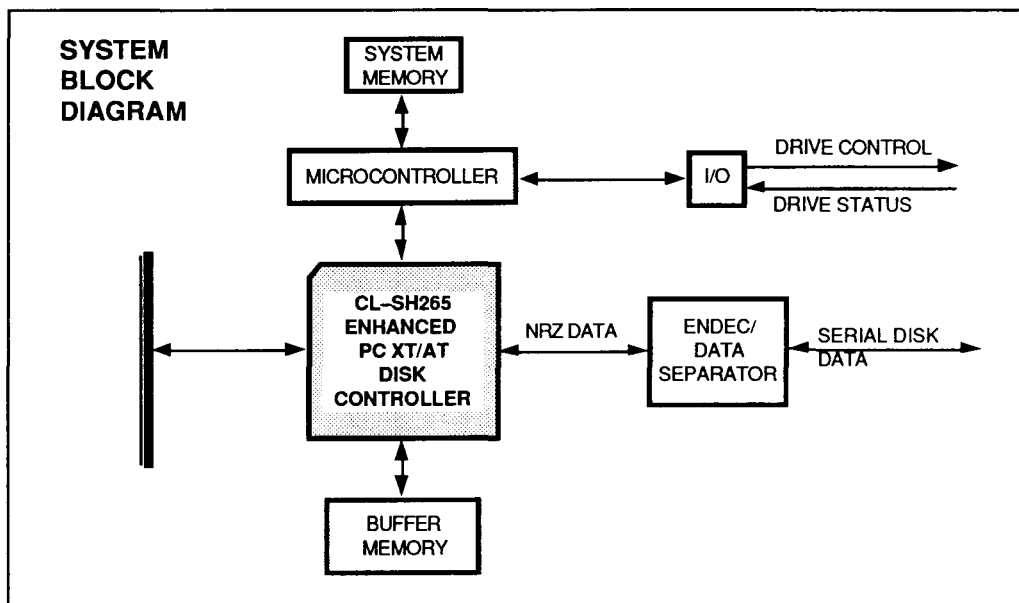 SYSTEM
BLOCK
DIAGRAM
SYSTEM
MEMORY
MICROCONTROLLER
I/O
DRIVE CONTROL
DRIVE STATUS
CL–SH265
ENHANCED
PC XT/AT
DISK
CONTROLLER
NRZ DATA
ENDEC/
DATA
SEPARATOR
SERIAL DISK
DATA
BUFFER
MEMORY